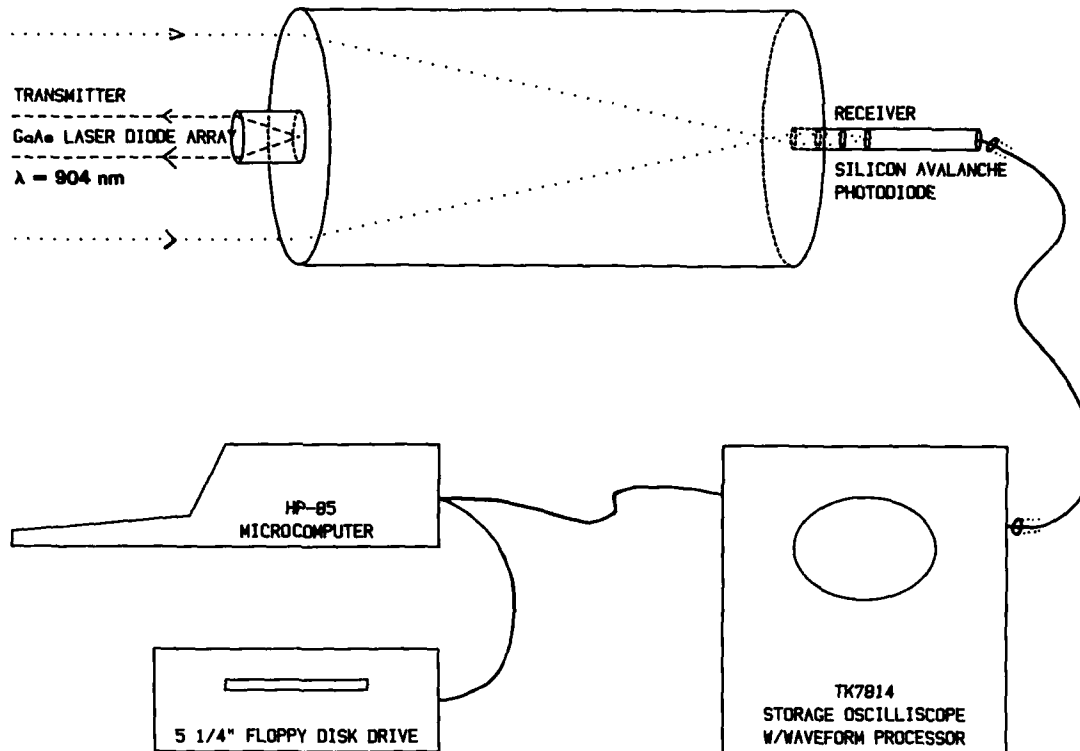 TRANSMITTER
GaAe LASER DIODE ARRAY
λ = 904 nm
RECEIVER
SILICON AVALANCHE
PHOTODIODE
HP-85
MICROCOMPUTER
5 1/4" FLOPPY DISK DRIVE
TK7814
STORAGE OSCILLISCOPE
W/WAVEFORM PROCESSOR